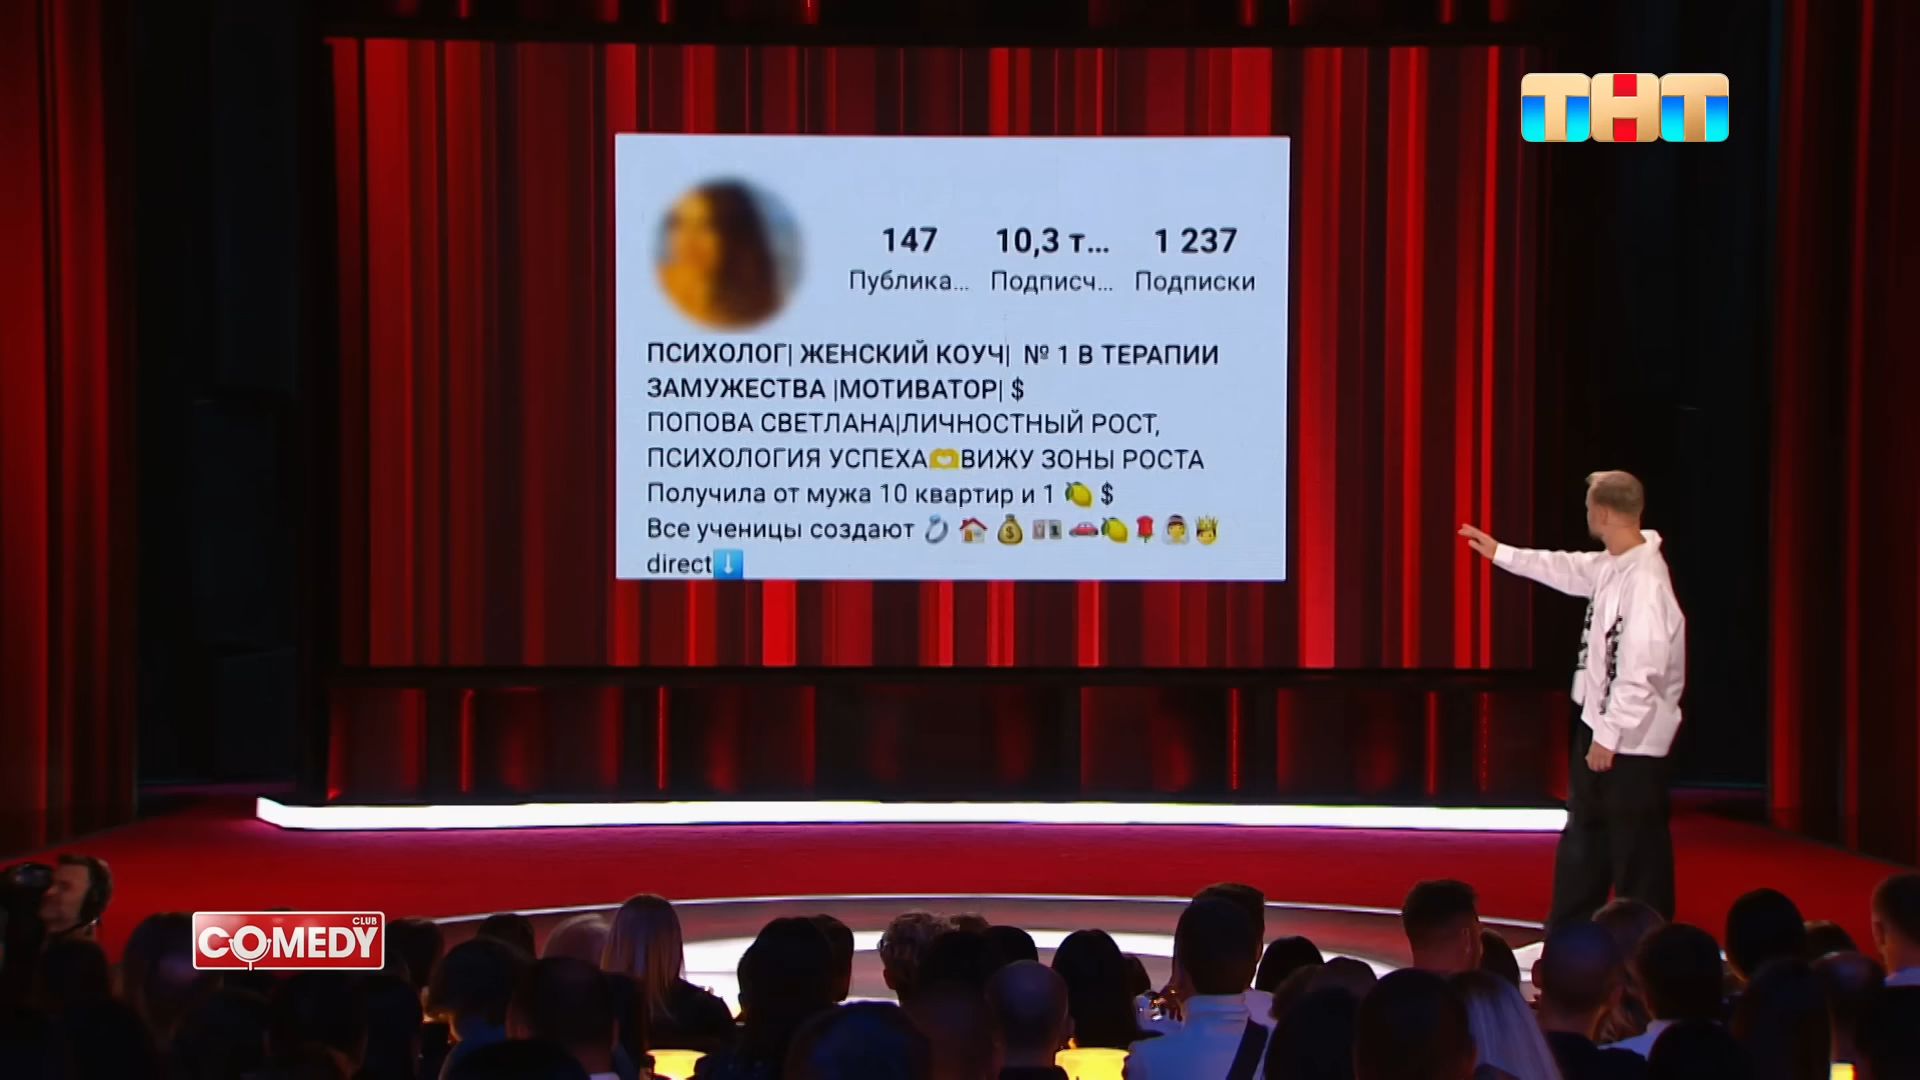 ТНТ
147 10,3 т... 1 237
Публика... Подписч... Подписки
ПСИХОЛОГ| ЖЕНСКИЙ КОУЧ| № 1 В ТЕРАПИИ
ЗАМУЖЕСТВА |МОТИВАТОР| $
ПОПОВА СВЕТЛАНА|ЛИЧНОСТНЫЙ РОСТ,
ПСИХОЛОГИЯ УСПЕХА🫶ВИЖУ ЗОНЫ РОСТА
Получила от мужа 10 квартир и 1 🍋 $
Все ученицы создают 💍 🏠 💰 💵 🚗🍋🌹👰🤴
direct⬇️
CLUB
COMEDY